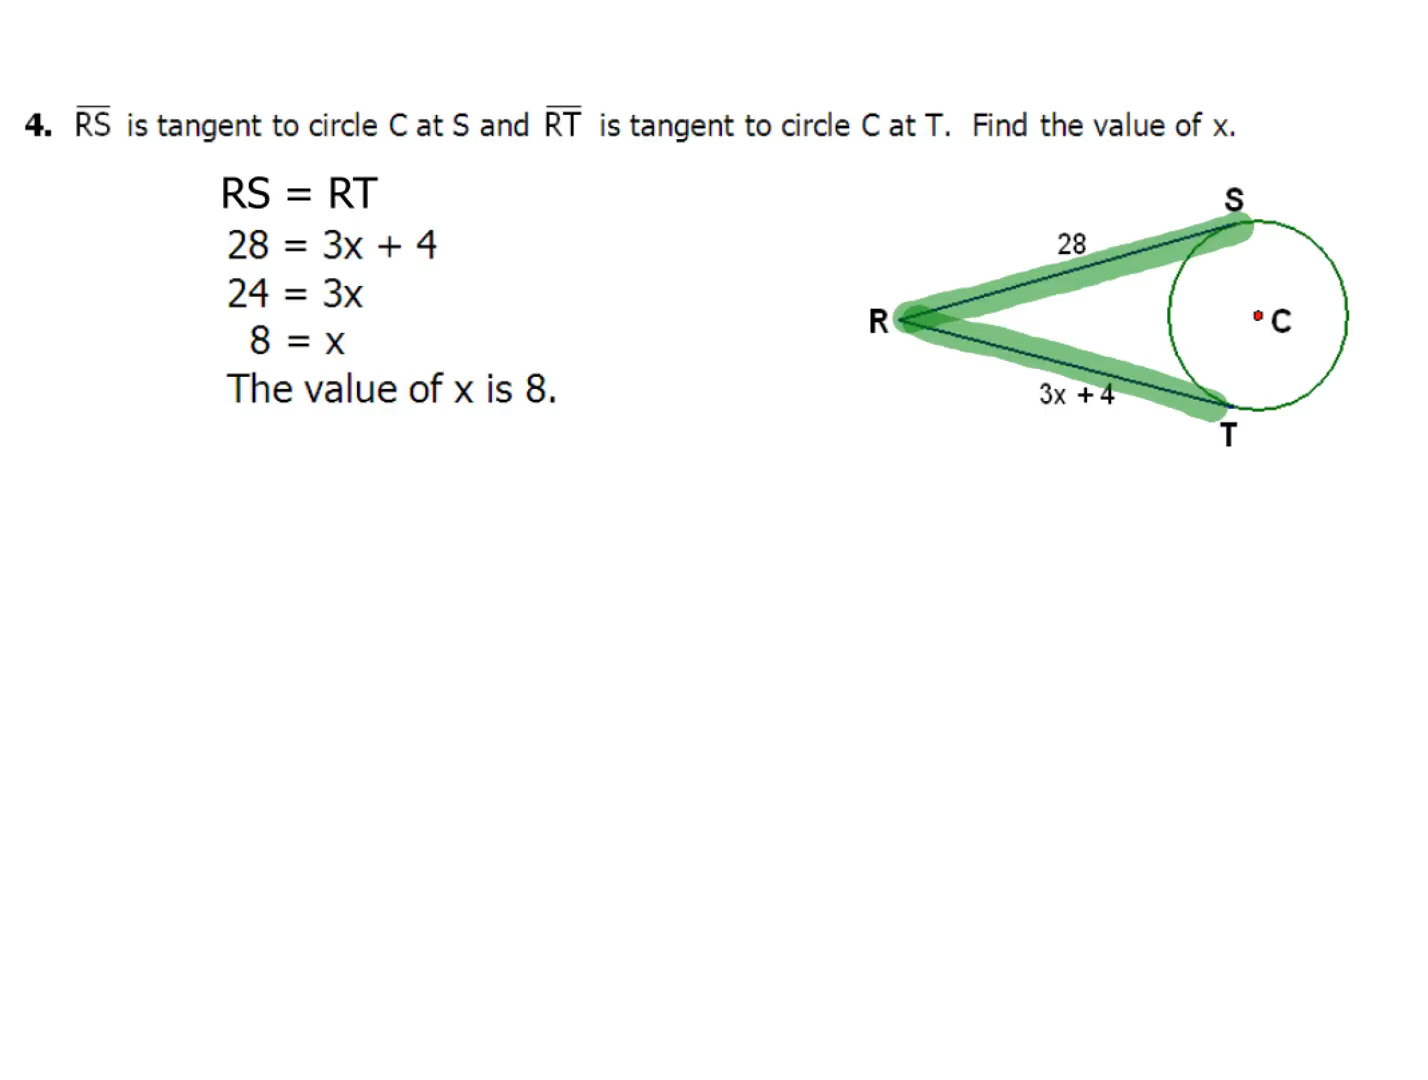 4. RS is tangent to circle C at S and RT is tangent to circle C at T. Find the value of x.
RS = RT
28 = 3x + 4
24 = 3x
8 = x
The value of x is 8.
S
28
R
C
3x + 4
T